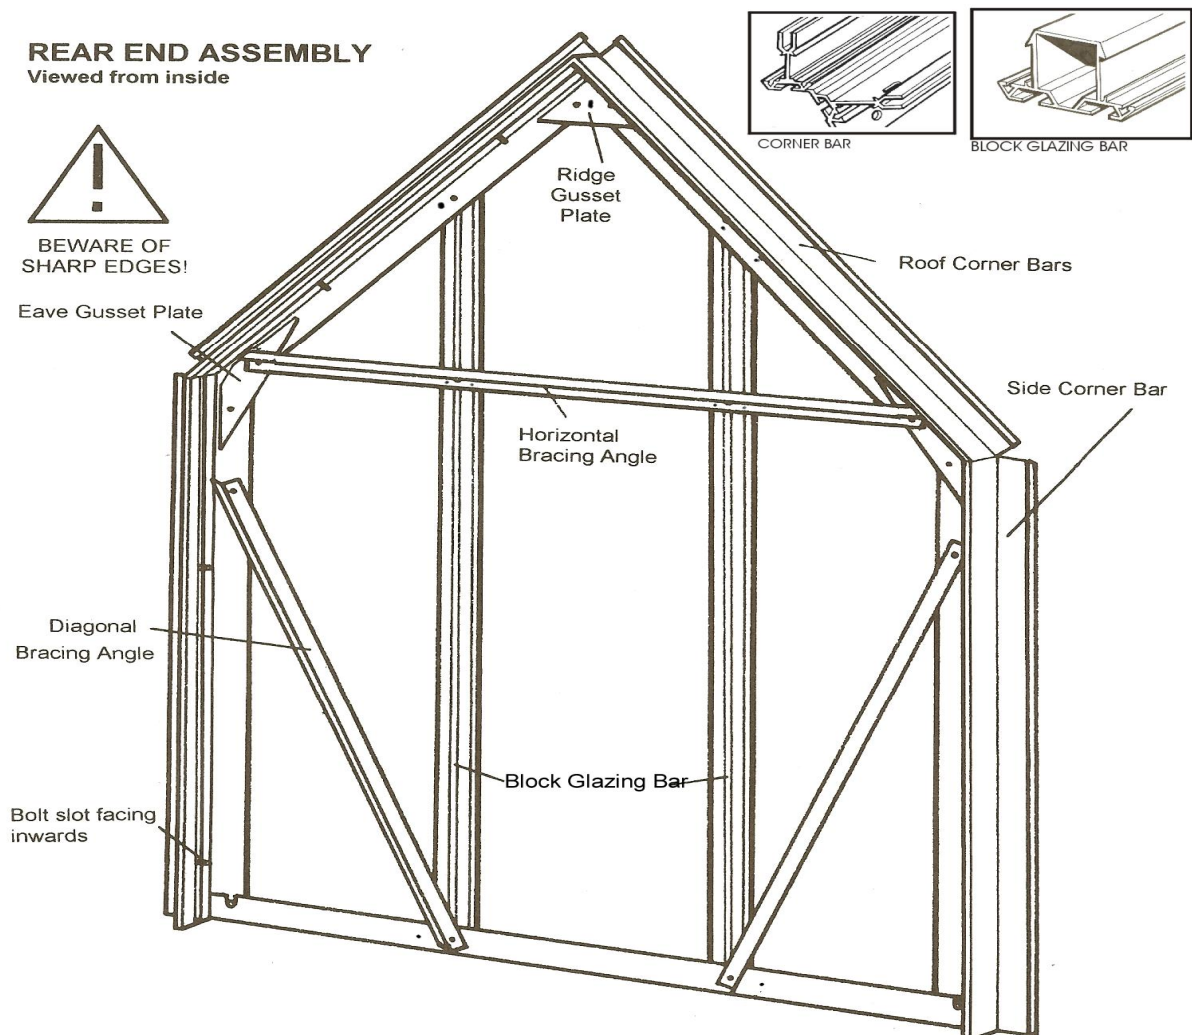 REAR END ASSEMBLY
Viewed from inside
CORNER BAR
BLOCK GLAZING BAR
!
BEWARE OF
SHARP EDGES!
Ridge
Gusset
Plate
Roof Corner Bars
Eave Gusset Plate
Side Corner Bar
Horizontal
Bracing Angle
Diagonal
Bracing Angle
Block Glazing Bar
Bolt slot facing
inwards